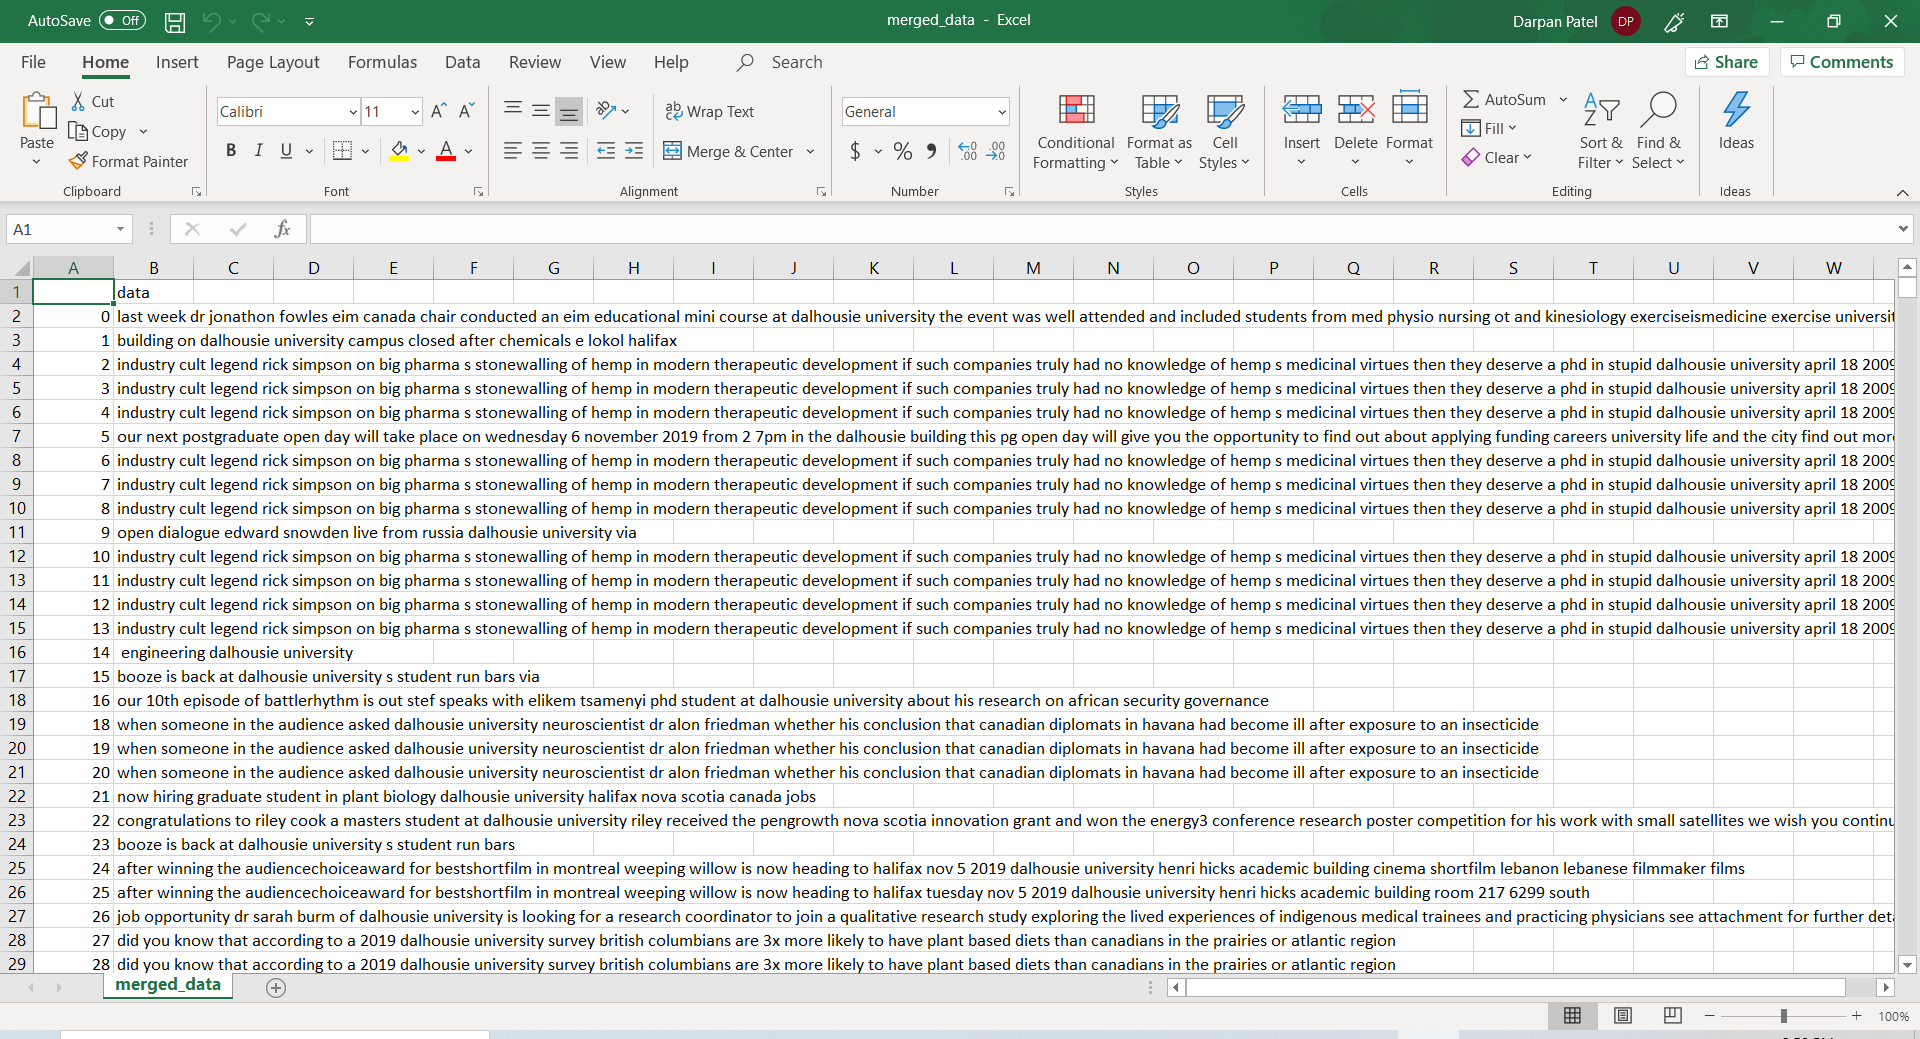 AutoSave Off
merged_data - Excel
Darpan Patel DP
File Home Insert Page Layout Formulas Data Review View Help Search
Share Comments
Paste
Cut
Copy
Format Painter
Clipboard
Calibri 11
B I U
Font
Wrap Text
Merge & Center
Alignment
General
$ % 9
Number
Conditional Formatting
Format as Table
Cell Styles
Styles
Insert Delete Format
Cells
AutoSum
Fill
Clear
Sort & Filter
Find & Select
Editing
Ideas
Ideas
A1 fx
A B C D E F G H I J K L M N O P Q R S T U V W
1 data
2 0 last week dr jonathon fowles eim canada chair conducted an eim educational mini course at dalhousie university the event was well attended and included students from med physio nursing ot and kinesiology exerciseismedicine exercise universit
3 1 building on dalhousie university campus closed after chemicals e lokol halifax
4 2 industry cult legend rick simpson on big pharma s stonewalling of hemp in modern therapeutic development if such companies truly had no knowledge of hemp s medicinal virtues then they deserve a phd in stupid dalhousie university april 18 2009
5 3 industry cult legend rick simpson on big pharma s stonewalling of hemp in modern therapeutic development if such companies truly had no knowledge of hemp s medicinal virtues then they deserve a phd in stupid dalhousie university april 18 2009
6 4 industry cult legend rick simpson on big pharma s stonewalling of hemp in modern therapeutic development if such companies truly had no knowledge of hemp s medicinal virtues then they deserve a phd in stupid dalhousie university april 18 2009
7 5 our next postgraduate open day will take place on wednesday 6 november 2019 from 2 7pm in the dalhousie building this pg open day will give you the opportunity to find out about applying funding careers university life and the city find out mor
8 6 industry cult legend rick simpson on big pharma s stonewalling of hemp in modern therapeutic development if such companies truly had no knowledge of hemp s medicinal virtues then they deserve a phd in stupid dalhousie university april 18 2009
9 7 industry cult legend rick simpson on big pharma s stonewalling of hemp in modern therapeutic development if such companies truly had no knowledge of hemp s medicinal virtues then they deserve a phd in stupid dalhousie university april 18 2009
10 8 industry cult legend rick simpson on big pharma s stonewalling of hemp in modern therapeutic development if such companies truly had no knowledge of hemp s medicinal virtues then they deserve a phd in stupid dalhousie university april 18 2009
11 9 open dialogue edward snowden live from russia dalhousie university via
12 10 industry cult legend rick simpson on big pharma s stonewalling of hemp in modern therapeutic development if such companies truly had no knowledge of hemp s medicinal virtues then they deserve a phd in stupid dalhousie university april 18 2009
13 11 industry cult legend rick simpson on big pharma s stonewalling of hemp in modern therapeutic development if such companies truly had no knowledge of hemp s medicinal virtues then they deserve a phd in stupid dalhousie university april 18 2009
14 12 industry cult legend rick simpson on big pharma s stonewalling of hemp in modern therapeutic development if such companies truly had no knowledge of hemp s medicinal virtues then they deserve a phd in stupid dalhousie university april 18 2009
15 13 industry cult legend rick simpson on big pharma s stonewalling of hemp in modern therapeutic development if such companies truly had no knowledge of hemp s medicinal virtues then they deserve a phd in stupid dalhousie university april 18 2009
16 14 engineering dalhousie university
17 15 booze is back at dalhousie university s student run bars via
18 16 our 10th episode of battlerhythm is out stef speaks with elikem tsamenyi phd student at dalhousie university about his research on african security governance
19 18 when someone in the audience asked dalhousie university neuroscientist dr alon friedman whether his conclusion that canadian diplomats in havana had become ill after exposure to an insecticide
20 19 when someone in the audience asked dalhousie university neuroscientist dr alon friedman whether his conclusion that canadian diplomats in havana had become ill after exposure to an insecticide
21 20 when someone in the audience asked dalhousie university neuroscientist dr alon friedman whether his conclusion that canadian diplomats in havana had become ill after exposure to an insecticide
22 21 now hiring graduate student in plant biology dalhousie university halifax nova scotia canada jobs
23 22 congratulations to riley cook a masters student at dalhousie university riley received the pengrowth nova scotia innovation grant and won the energy3 conference research poster competition for his work with small satellites we wish you continu
24 23 booze is back at dalhousie university s student run bars
25 24 after winning the audiencechoiceaward for bestshortfilm in montreal weeping willow is now heading to halifax nov 5 2019 dalhousie university henri hicks academic building cinema shortfilm lebanon lebanese filmmaker films
26 25 after winning the audiencechoiceaward for bestshortfilm in montreal weeping willow is now heading to halifax tuesday nov 5 2019 dalhousie university henri hicks academic building room 217 6299 south
27 26 job opportunity dr sarah burm of dalhousie university is looking for a research coordinator to join a qualitative research study exploring the lived experiences of indigenous medical trainees and practicing physicians see attachment for further det
28 27 did you know that according to a 2019 dalhousie university survey british columbians are 3x more likely to have plant based diets than canadians in the prairies or atlantic region
29 28 did you know that according to a 2019 dalhousie university survey british columbians are 3x more likely to have plant based diets than canadians in the prairies or atlantic region
merged_data
100%